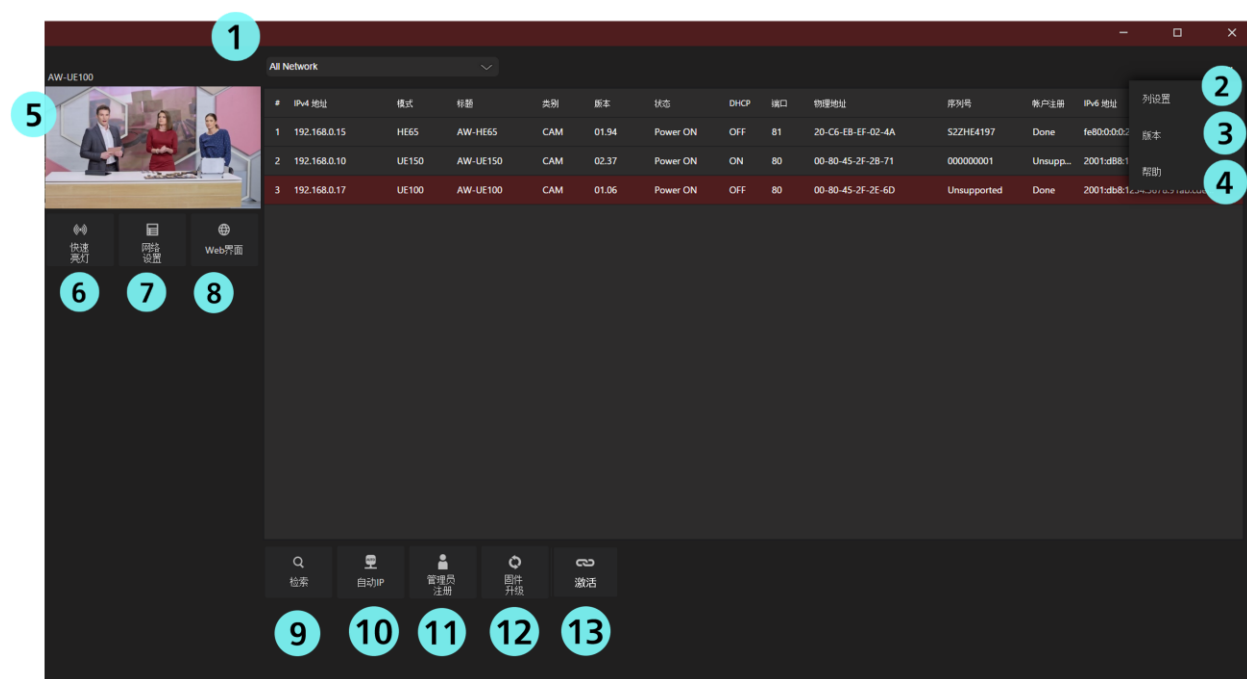 1
All Network
AW-UE100
2
5
# IPv4 地址 模式 标题 类别 版本 状态 DHCP 端口 物理地址 序列号 帐户注册 IPv6 地址
列设置
1 192.168.0.15 HE65 AW-HE65 CAM 01.94 Power ON OFF 81 20-C6-EB-EF-02-4A S2ZHE4197 Done fe80:0:0:0:2
版本
3
2 192.168.0.10 UE150 AW-UE150 CAM 02.37 Power ON ON 80 00-80-45-2F-2B-71 000000001 Unsupp... 2001:dB8:1
帮助
4
3 192.168.0.17 UE100 AW-UE100 CAM 01.06 Power ON OFF 80 00-80-45-2F-2E-6D Unsupported Done
快速
亮灯
网络
设置
Web界面
6
7
8
检索
自动IP
管理员
注册
固件
升级
激活
9
10
11
12
13